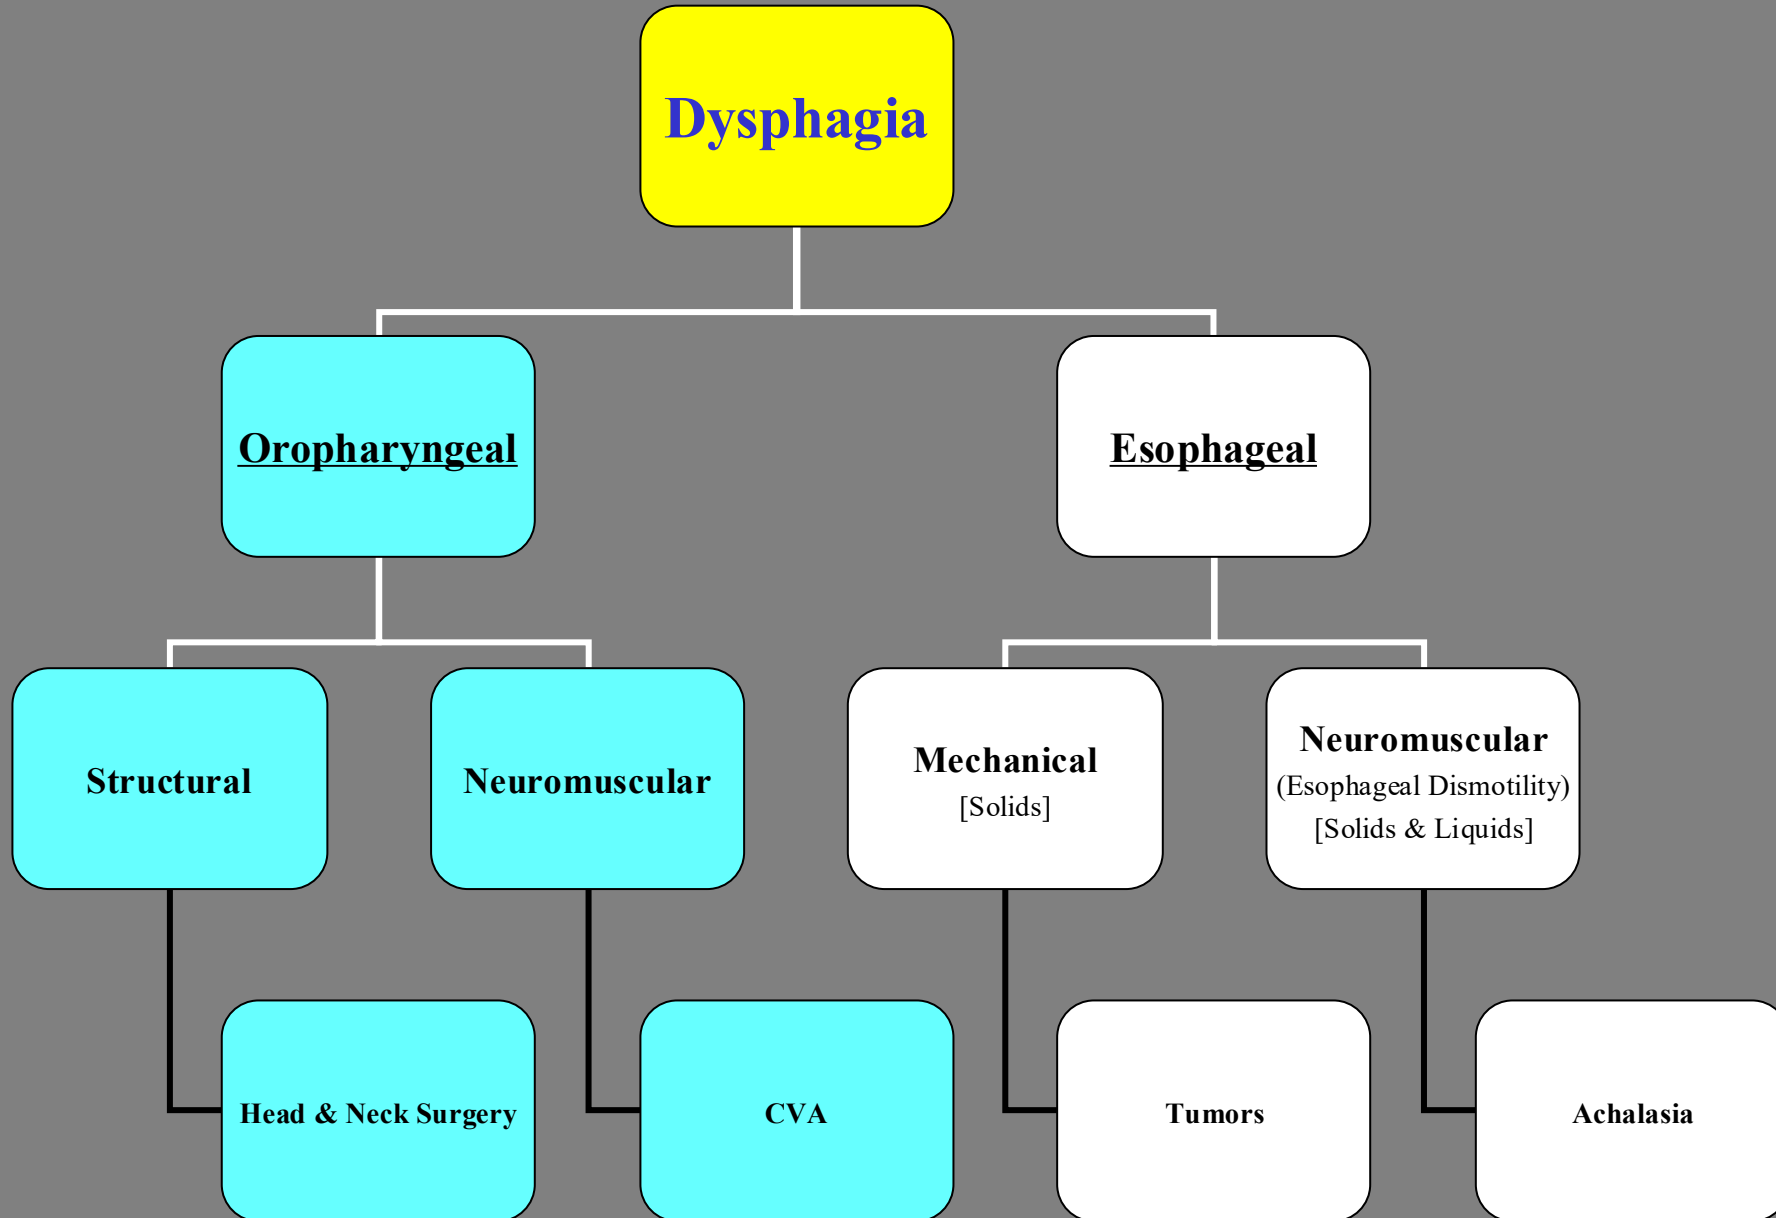 Dysphagia
Oropharyngeal
Esophageal
Structural
Neuromuscular
Mechanical
[Solids]
Neuromuscular
(Esophageal Dismotility)
[Solids & Liquids]
Head & Neck Surgery
CVA
Tumors
Achalasia